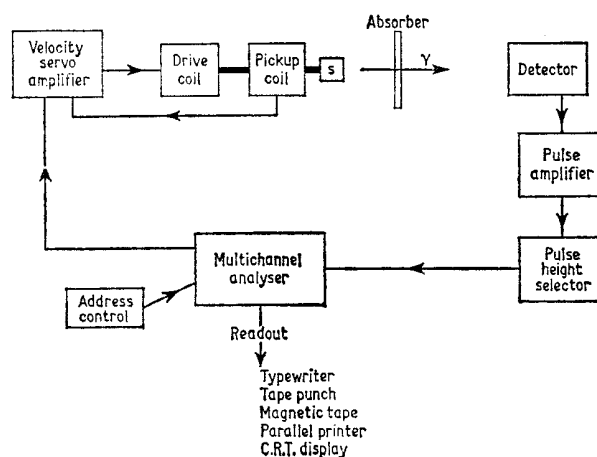 Absorber
Velocity
servo
amplifier
Drive
coil
Pickup
coil
S
γ
Detector
Pulse
amplifier
Pulse
height
selector
Multichannel
analyser
Address
control
Readout
Typewriter
Tape punch
Magnetic tape
Parallel printer
C.R.T. display